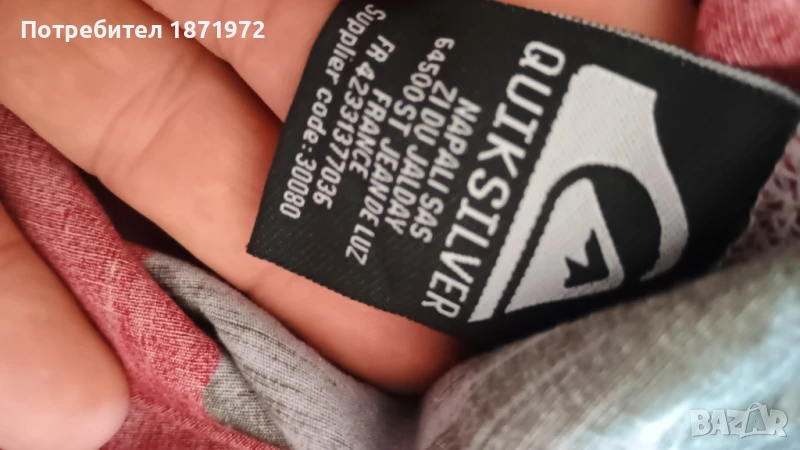 Потребител 1871972
QUIKSILVER
NAPALI SAS
ZI DU JALDAY
64500 ST JEAN DE LUZ
FRANCE
FR 42331377036
Supplier code: 30080
BAZAR